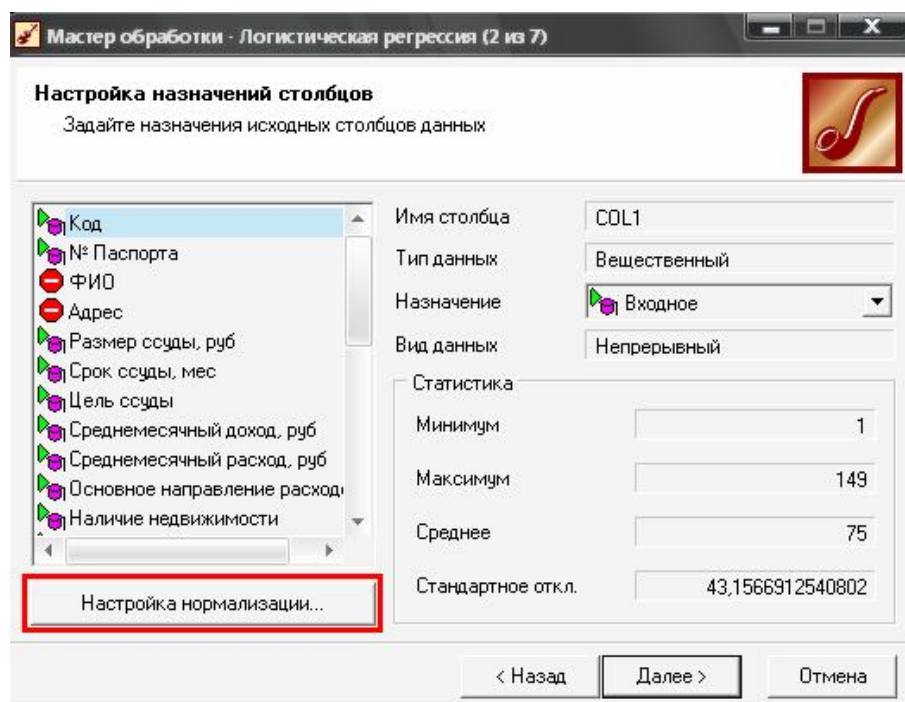 Мастер обработки - Логистическая регрессия (2 из 7)
Настройка назначений столбцов
Задайте назначения исходных столбцов данных
Код
№ Паспорта
ФИО
Адрес
Размер ссуды, руб
Срок ссуды, мес
Цель ссуды
Среднемесячный доход, руб
Среднемесячный расход, руб
Основное направление расходо
Наличие недвижимости
Настройка нормализации...
Имя столбца COL1
Тип данных Вещественный
Назначение Входное
Вид данных Непрерывный
Статистика
Минимум 1
Максимум 149
Среднее 75
Стандартное откл. 43,1566912540802
< Назад Далее > Отмена